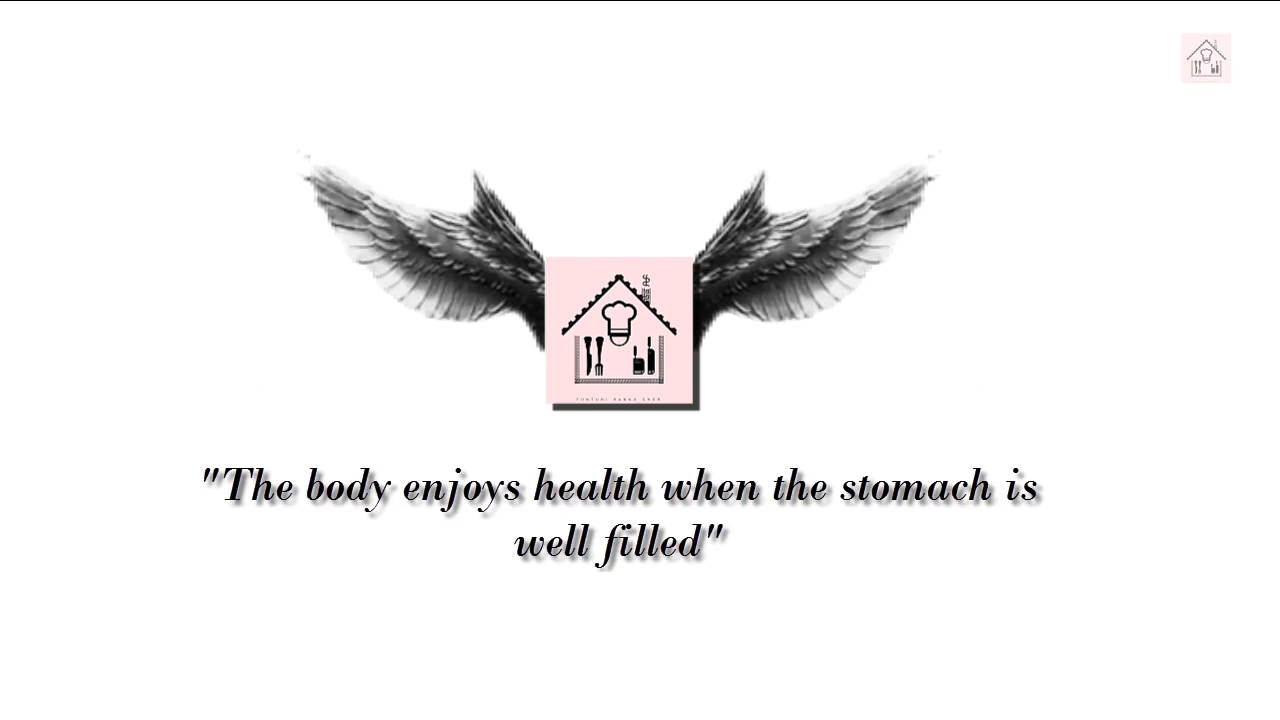 "The body enjoys health when the stomach is
well filled"